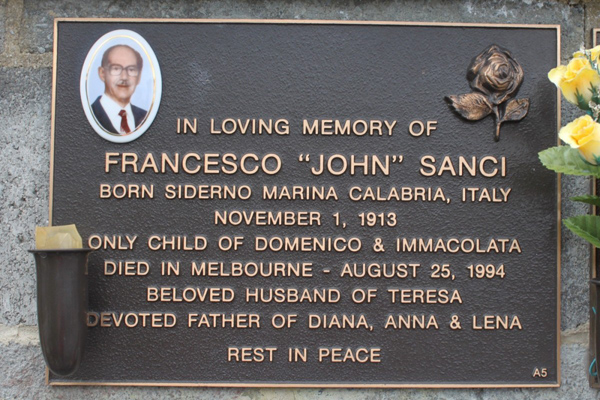 IN LOVING MEMORY OF
FRANCESCO "JOHN" SANCI
BORN SIDERNO MARINA CALABRIA, ITALY
NOVEMBER 1, 1913
ONLY CHILD OF DOMENICO & IMMACOLATA
DIED IN MELBOURNE - AUGUST 25, 1994
BELOVED HUSBAND OF TERESA
DEVOTED FATHER OF DIANA, ANNA & LENA
REST IN PEACE
A5